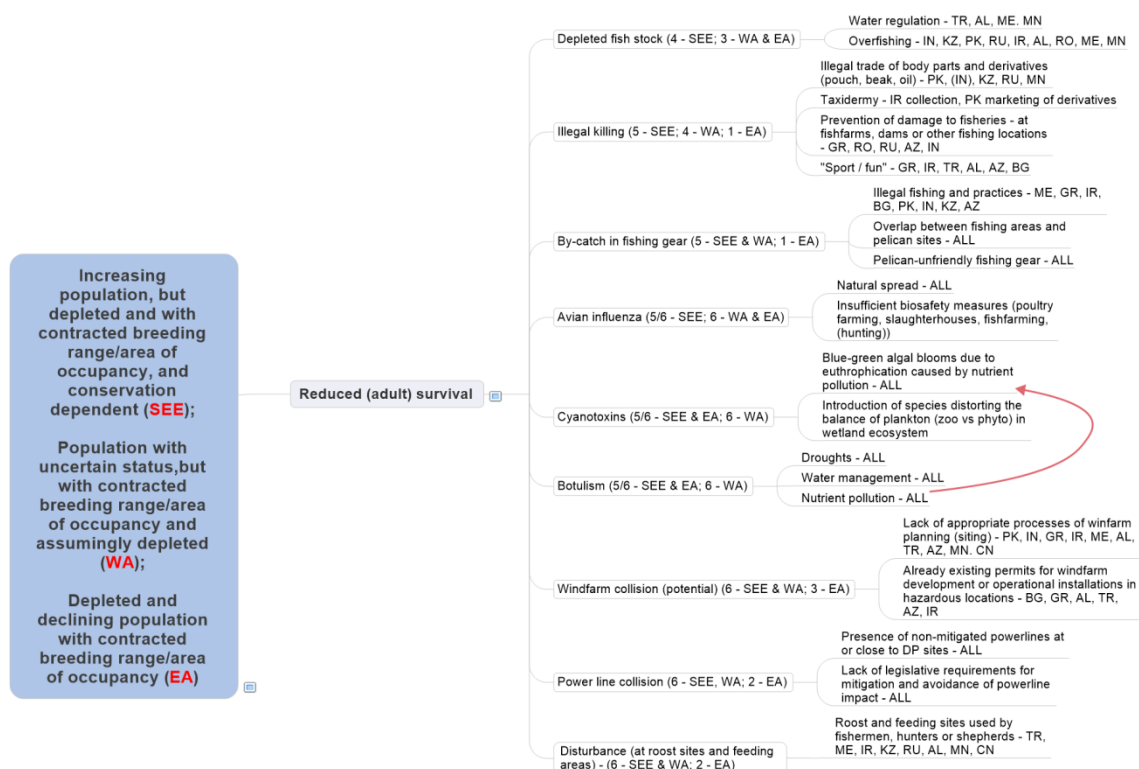 Increasing
population, but
depleted and with
contracted breeding
range/area of
occupancy, and
conservation
dependent (SEE);
Population with
uncertain status,but
with contracted
breeding range/area
of occupancy and
assumingly depleted
(WA);
Depleted and
declining population
with contracted
breeding range/area
of occupancy (EA)
Reduced (adult) survival
Depleted fish stock (4 - SEE; 3 - WA & EA)
Water regulation - TR, AL, ME. MN
Overfishing - IN, KZ, PK, RU, IR, AL, RO, ME, MN
Illegal killing (5 - SEE; 4 - WA; 1 - EA)
Illegal trade of body parts and derivatives
(pouch, beak, oil) - PK, (IN), KZ, RU, MN
Taxidermy - IR collection, PK marketing of derivatives
Prevention of damage to fisheries - at
fishfarms, dams or other fishing locations
- GR, RO, RU, AZ, IN
"Sport / fun" - GR, IR, TR, AL, AZ, BG
By-catch in fishing gear (5 - SEE & WA; 1 - EA)
Illegal fishing and practices - ME, GR, IR,
BG, PK, IN, KZ, AZ
Overlap between fishing areas and
pelican sites - ALL
Pelican-unfriendly fishing gear - ALL
Avian influenza (5/6 - SEE; 6 - WA & EA)
Natural spread - ALL
Insufficient biosafety measures (poultry
farming, slaughterhouses, fishfarming,
(hunting))
Cyanotoxins (5/6 - SEE & EA; 6 - WA)
Blue-green algal blooms due to
euthrophication caused by nutrient
pollution - ALL
Introduction of species distorting the
balance of plankton (zoo vs phyto) in
wetland ecosystem
Botulism (5/6 - SEE & EA; 6 - WA)
Droughts - ALL
Water management - ALL
Nutrient pollution - ALL
Windfarm collision (potential) (6 - SEE & WA; 3 - EA)
Lack of appropriate processes of winfarm
planning (siting) - PK, IN, GR, IR, ME, AL,
TR, AZ, MN. CN
Already existing permits for windfarm
development or operational installations in
hazardous locations - BG, GR, AL, TR,
AZ, IR
Power line collision (6 - SEE, WA; 2 - EA)
Presence of non-mitigated powerlines at
or close to DP sites - ALL
Lack of legislative requirements for
mitigation and avoidance of powerline
impact - ALL
Disturbance (at roost sites and feeding
areas) - (6 - SEE & WA; 2 - EA)
Roost and feeding sites used by
fishermen, hunters or shepherds - TR,
ME, IR, KZ, RU, AL, MN, CN